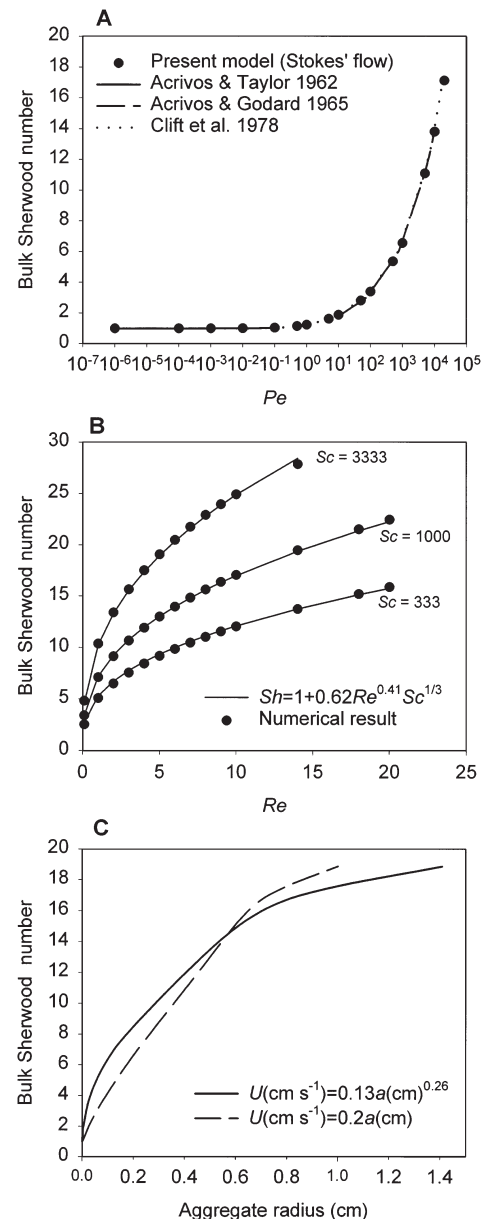 A
Present model (Stokes' flow)
Acrivos & Taylor 1962
Acrivos & Godard 1965
Clift et al. 1978
Bulk Sherwood number
20
18
16
14
12
10
8
6
4
2
0
10⁻⁷ 10⁻⁶ 10⁻⁵ 10⁻⁴ 10⁻³ 10⁻² 10⁻¹ 10⁰ 10¹ 10² 10³ 10⁴ 10⁵
Pe
B
Bulk Sherwood number
30
25
20
15
10
5
0
Sc = 3333
Sc = 1000
Sc = 333
Sh=1+0.62Re^0.41Sc^1/3
Numerical result
0 5 10 15 20 25
Re
C
Bulk Sherwood number
20
18
16
14
12
10
8
6
4
2
0
U(cm s⁻¹)=0.13a(cm)^0.26
U(cm s⁻¹)=0.2a(cm)
0.0 0.2 0.4 0.6 0.8 1.0 1.2 1.4
Aggregate radius (cm)